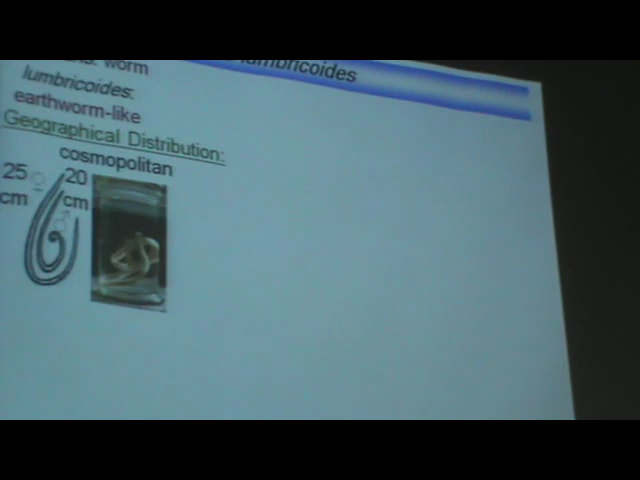 lumbricoides
worm
lumbricoides:
earthworm-like
Geographical Distribution:
cosmopolitan
25 ♀ 20
cm cm
♂